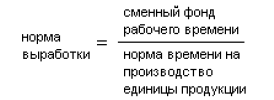 сменный фонд
рабочего времени
норма
выработки
=
норма времени на
производство
единицы продукции